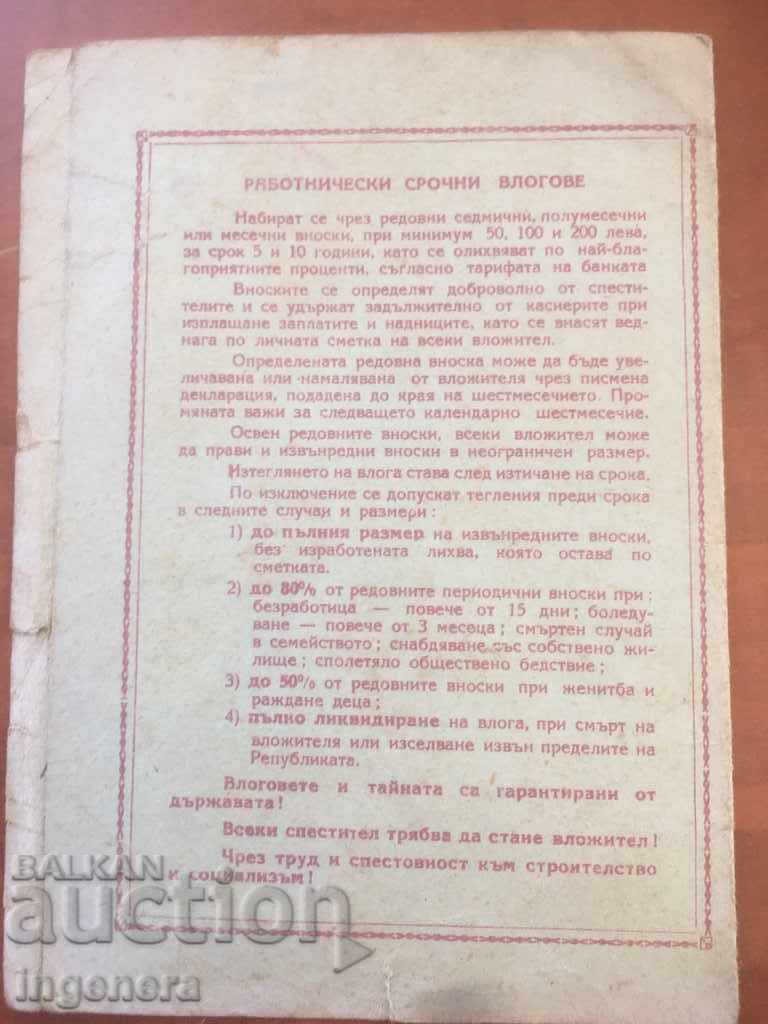 РАБОТНИЧЕСКИ СРОЧНИ ВЛОГОВЕ
Набират се чрез редовни седмични, полумесечни
или месечни вноски, при минимум 50, 100 и 200 лева,
за срок 5 и 10 години, като се олихвяват по най-бла-
гоприятните проценти, съгласно тарифата на банката
Вноските се определят доброволно от спести-
телите и се удържат задължително от касиерите при
изплащане заплатите и надниците, като се внасят вед-
нага по личната сметка на всеки вложител.
Определената редовна вноска може да бъде уве-
личавана или намалявана от вложителя чрез писмена
декларация, подадена до края на шестмесечието. Про-
мяната важи за следващето календарно шестмесечие.
Освен редовните вноски, всеки вложител може
да прави и извънредни вноски в неограничен размер.
Изтеглянето на влога става след изтичане на срока.
По изключение се допускат тегления преди срока
в следните случаи и размери:
1) до пълния размер на извънредните вноски,
без изработената лихва, която остава по
сметката.
2) до 80% от редовните периодични вноски при:
безработица — повече от 15 дни; боледу-
ване — повече от 3 месеца; смъртен случай
в семейството; снабдяване със собствено жи-
лище; сполетяло обществено бедствие;
3) до 50% от редовните вноски при женитба и
раждане деца;
4) пълно ликвидиране на влога, при смърт на
вложителя или изселване извън пределите на
Републиката.
Влоговете и тайната са гарантирани от
държавата!
Всеки спестител трябва да стане вложител!
Чрез труд и спестовност към строителство
и социализъм!
BALKAN
auction
ingenera